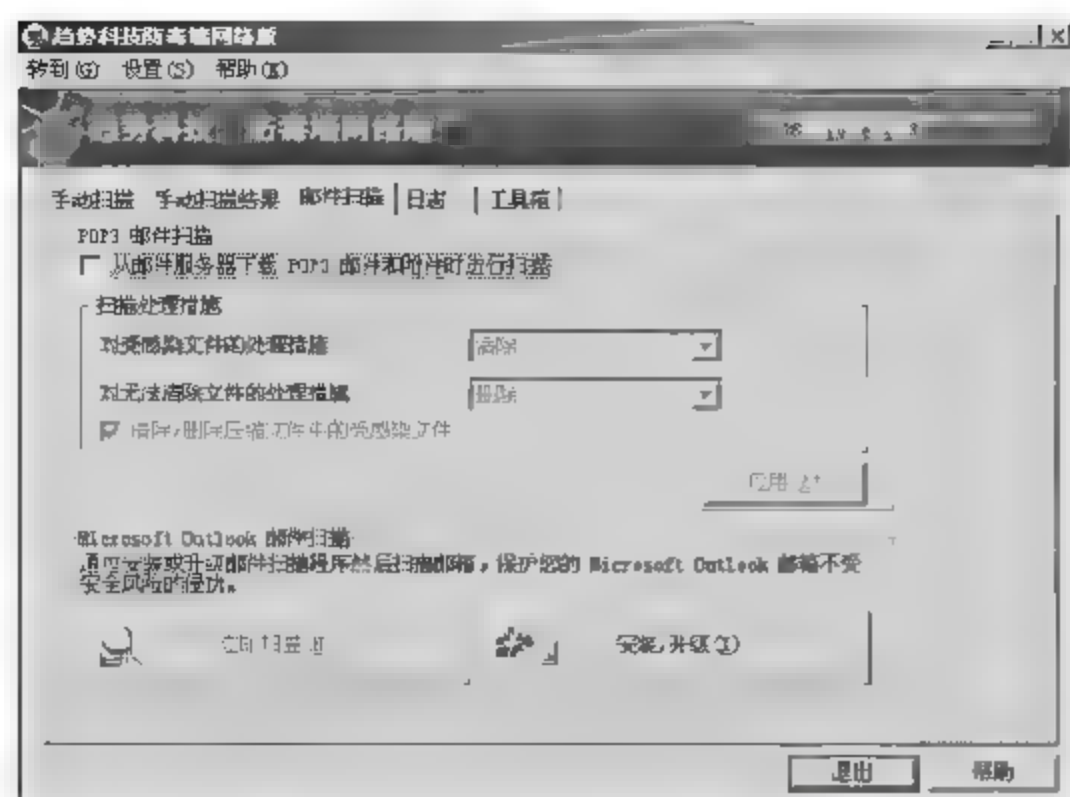 趋势科技防毒墙网络版
转到(G) 设置(S) 帮助(H)
手动扫描 手动扫描结果 邮件扫描 日志 工具箱
POP3 邮件扫描
从邮件服务器下载 POP3 邮件和附件时进行扫描
扫描处理措施
对受感染文件的处理措施 清除
对无法清除文件的处理措施 删除
清除/删除压缩文件中的受感染文件
应用
Microsoft Outlook 邮件扫描
通过安装或升级邮件扫描程序然后扫描邮箱，保护您的 Microsoft Outlook 邮箱不受
安全风险的侵扰。
安装/升级(I)
退出 帮助